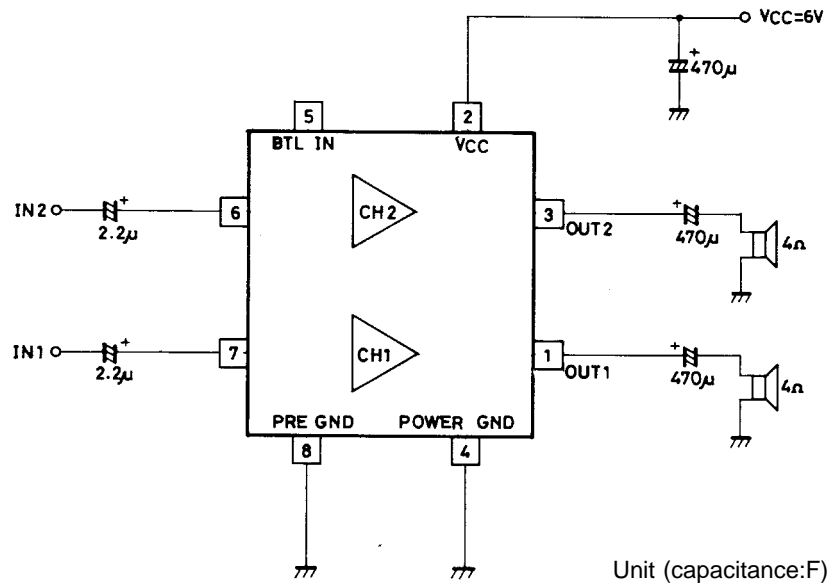 VCC=6V
+
470μ
5
2
BTL IN
VCC
IN2
+
2.2μ
6
CH2
3
OUT2
+
470μ
4Ω
IN1
+
2.2μ
7
CH1
1
OUT1
+
470μ
4Ω
PRE GND
POWER GND
8
4
Unit (capacitance:F)